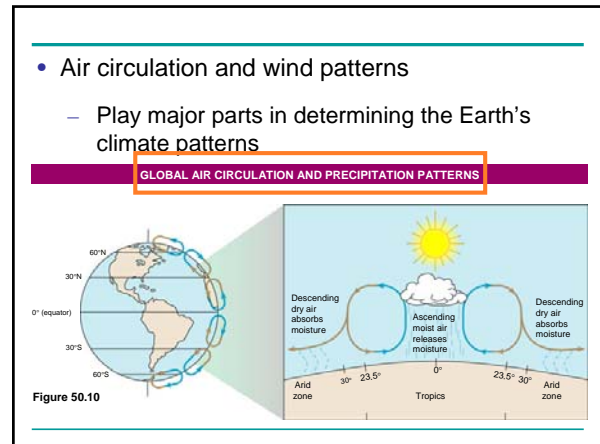 • Air circulation and wind patterns
– Play major parts in determining the Earth's
climate patterns
GLOBAL AIR CIRCULATION AND PRECIPITATION PATTERNS
60°N
30°N
0° (equator)
30°S
60°S
Figure 50.10
Descending
dry air
absorbs
moisture
Ascending
moist air
releases
moisture
Descending
dry air
absorbs
moisture
30° 23.5° 0° 23.5° 30°
Arid
zone
Tropics
Arid
zone